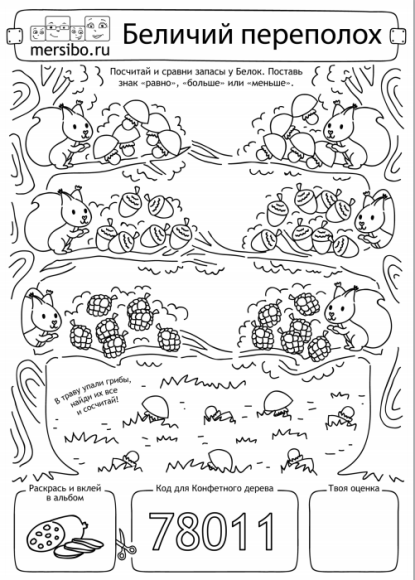 mersibo.ru
Беличий переполох
Посчитай и сравни запасы у Белок. Поставь
знак «равно», «больше» или «меньше».
В траву упали грибы,
найди их все
и сосчитай!
Раскрась и вклей
в альбом
Код для Конфетного дерева
78011
Твоя оценка